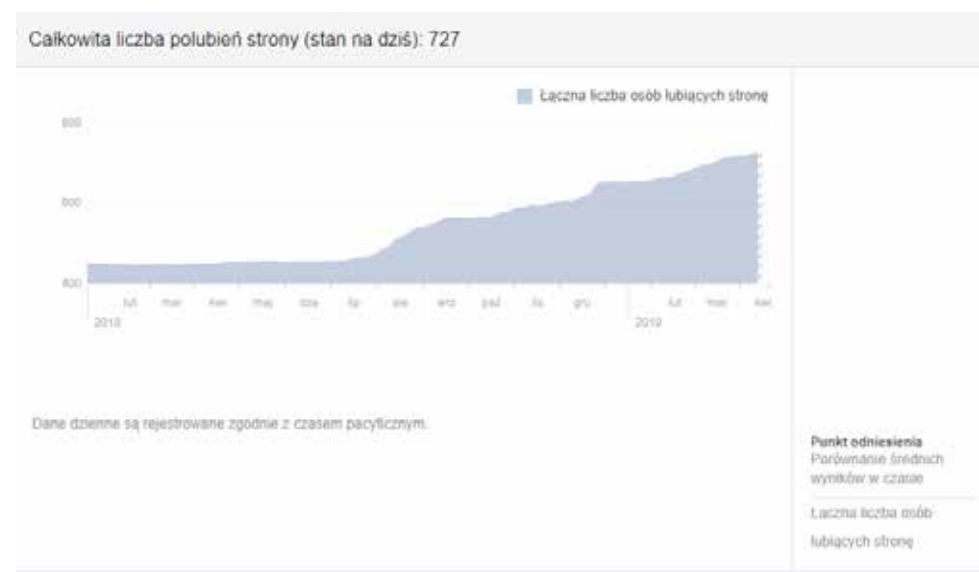 Całkowita liczba polubień strony (stan na dziś): 727
Łączna liczba osób lubiących stronę
800
600
400
lut mar kwi maj cze lip sie wrz paź lis gru lut mar kwi
2018 2019
Dane dzienne są rejestrowane zgodnie z czasem pacyficznym.
Punkt odniesienia
Porównanie średnich
wyników w czasie
Łączna liczba osób
lubiących stronę